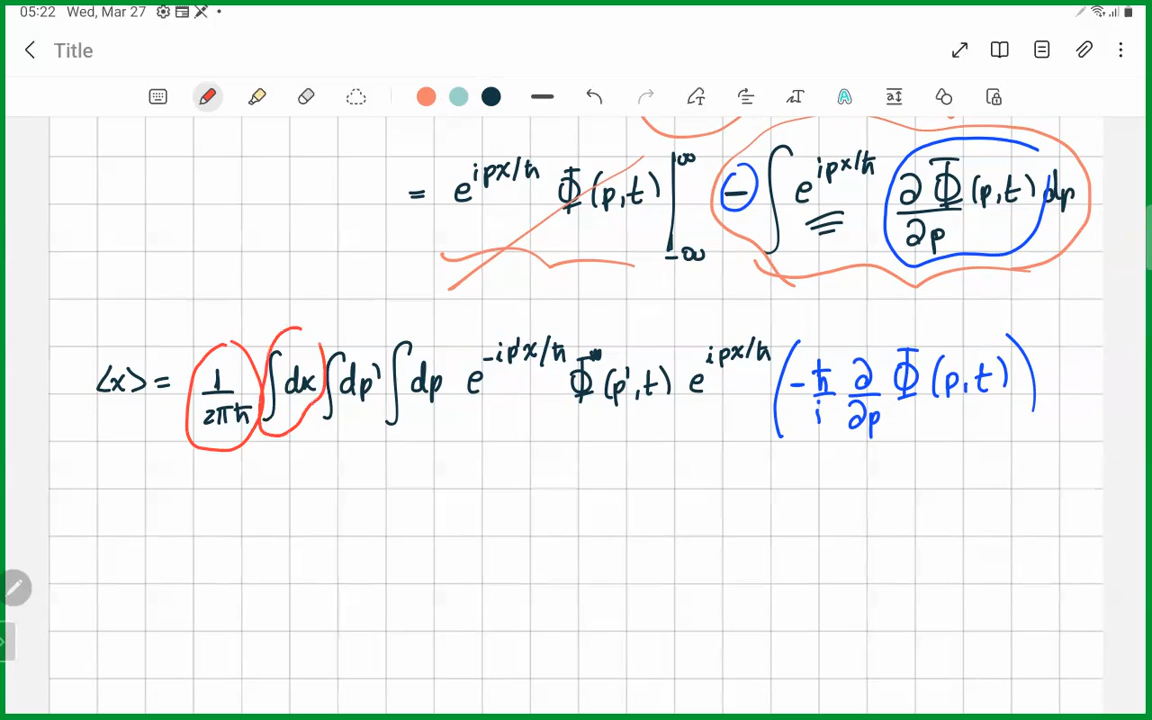 05:22 Wed, Mar 27
Title
= e^{ipx/ħ} Φ(p,t) |_{-∞}^{∞} - ∫ e^{ipx/ħ} ∂Φ(p,t)/∂p dp
⟨x⟩ = 1/2πħ ∫dx ∫dp' ∫dp e^{-ip'x/ħ} Φ*(p',t) e^{ipx/ħ} (-ħ/i ∂/∂p Φ(p,t))